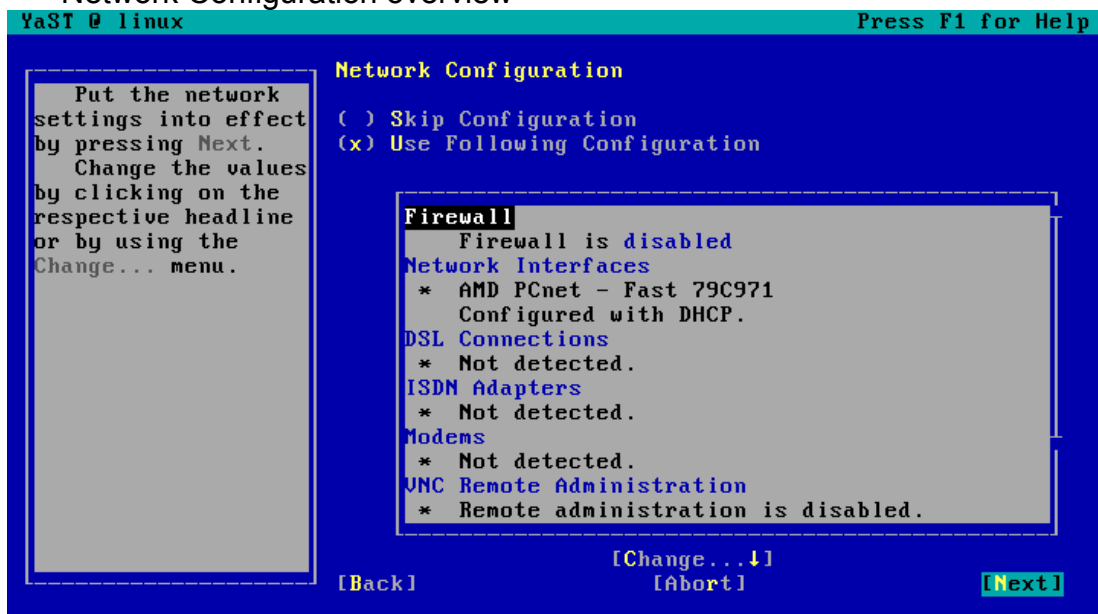 Network Configuration overview
YaST @ linux
Press F1 for Help
Put the network
settings into effect
by pressing Next.
Change the values
by clicking on the
respective headline
or by using the
Change... menu.
Network Configuration
( ) Skip Configuration
(x) Use Following Configuration
Firewall
Firewall is disabled
Network Interfaces
* AMD PCnet - Fast 79C971
Configured with DHCP.
DSL Connections
* Not detected.
ISDN Adapters
* Not detected.
Modems
* Not detected.
VNC Remote Administration
* Remote administration is disabled.
[Change...↓]
[Back] [Abort] [Next]